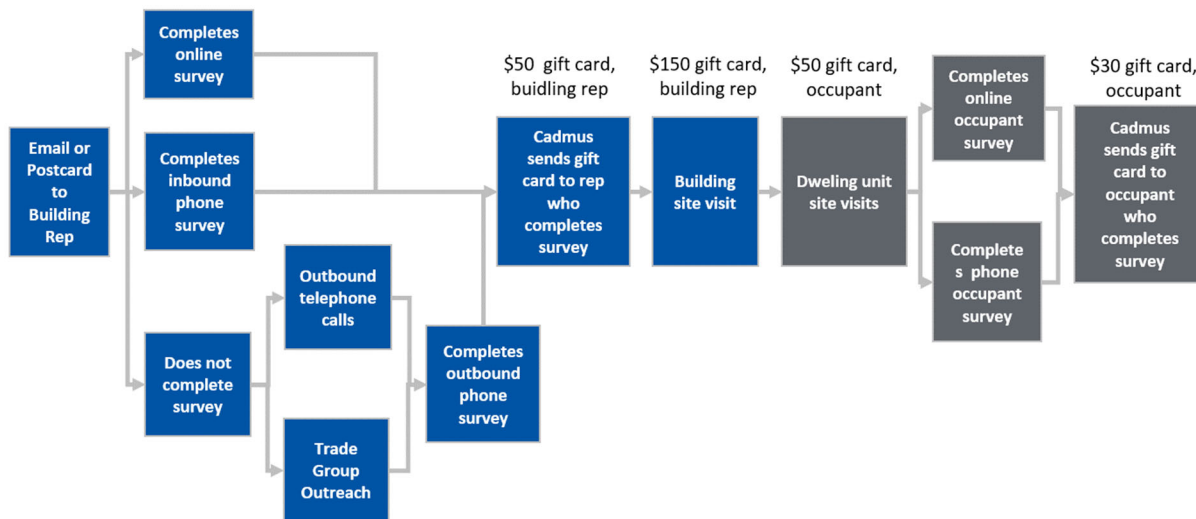 Email or
Postcard
to
Building
Rep
Completes
online
survey
Completes
inbound
phone
survey
Does not
complete
survey
Outbound
telephone
calls
Trade
Group
Outreach
Completes
outbound
phone
survey
$50  gift card,
buidling rep
Cadmus
sends gift
card to rep
who
completes
survey
$150 gift card,
building rep
Building
site visit
$50 gift card,
occupant
Dweling unit
site visits
Completes
online
occupant
survey
Complete
s  phone
occupant
survey
$30 gift card,
occupant
Cadmus
sends gift
card to
occupant
who
completes
survey